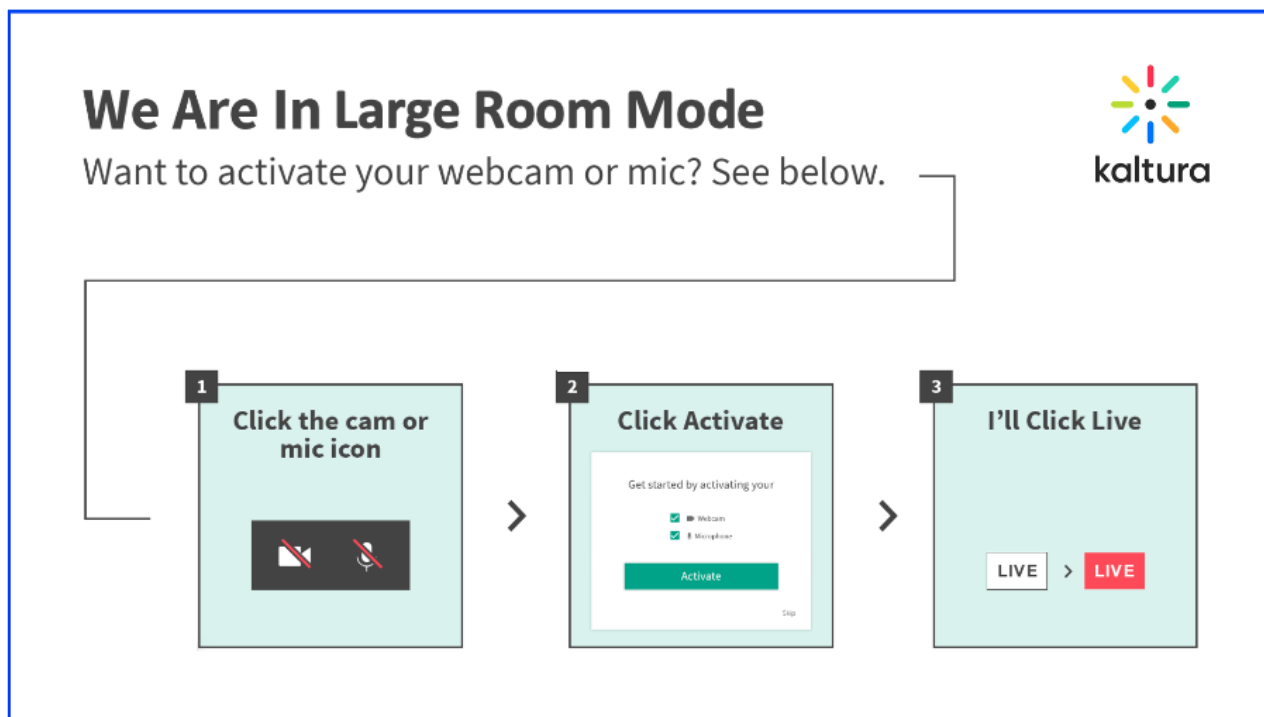 We Are In Large Room Mode
Want to activate your webcam or mic? See below.
kaltura
1
Click the cam or
mic icon
2
Click Activate
Get started by activating your
Webcam
Microphone
Activate
Skip
3
I'll Click Live
LIVE > LIVE